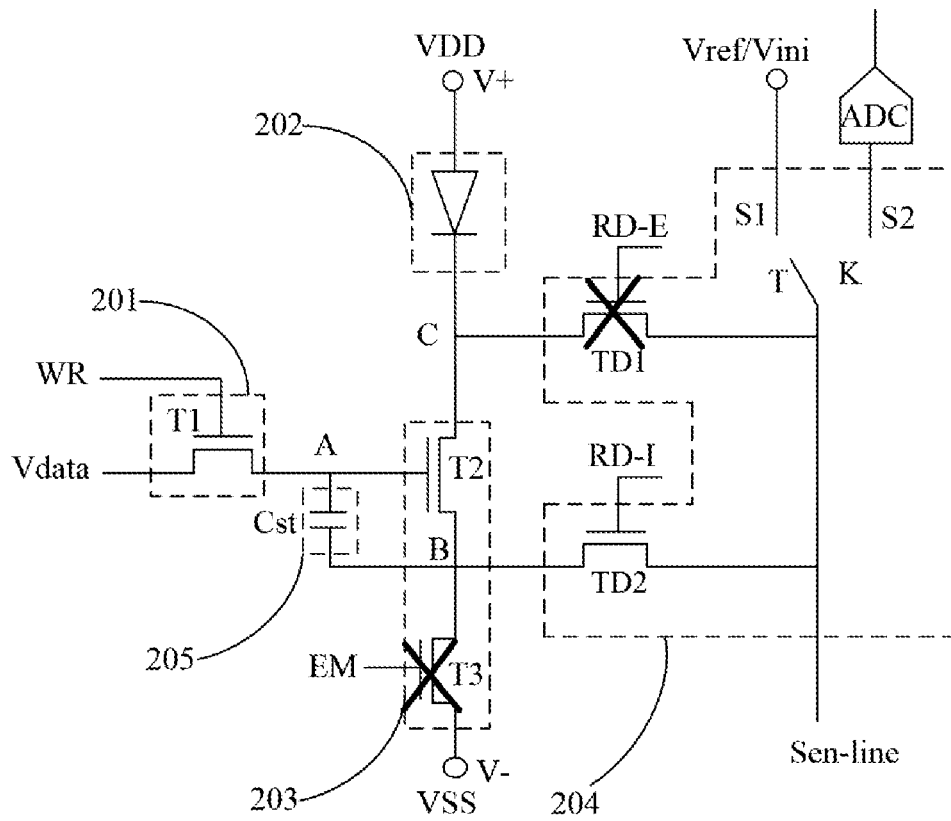 VDD
V+
Vref/Vini
ADC
202
S1
S2
RD-E
T
K
201
C
TD1
WR
T1
A
T2
RD-I
Vdata
Cst
B
TD2
205
EM
T3
Sen-line
203
V-
VSS
204